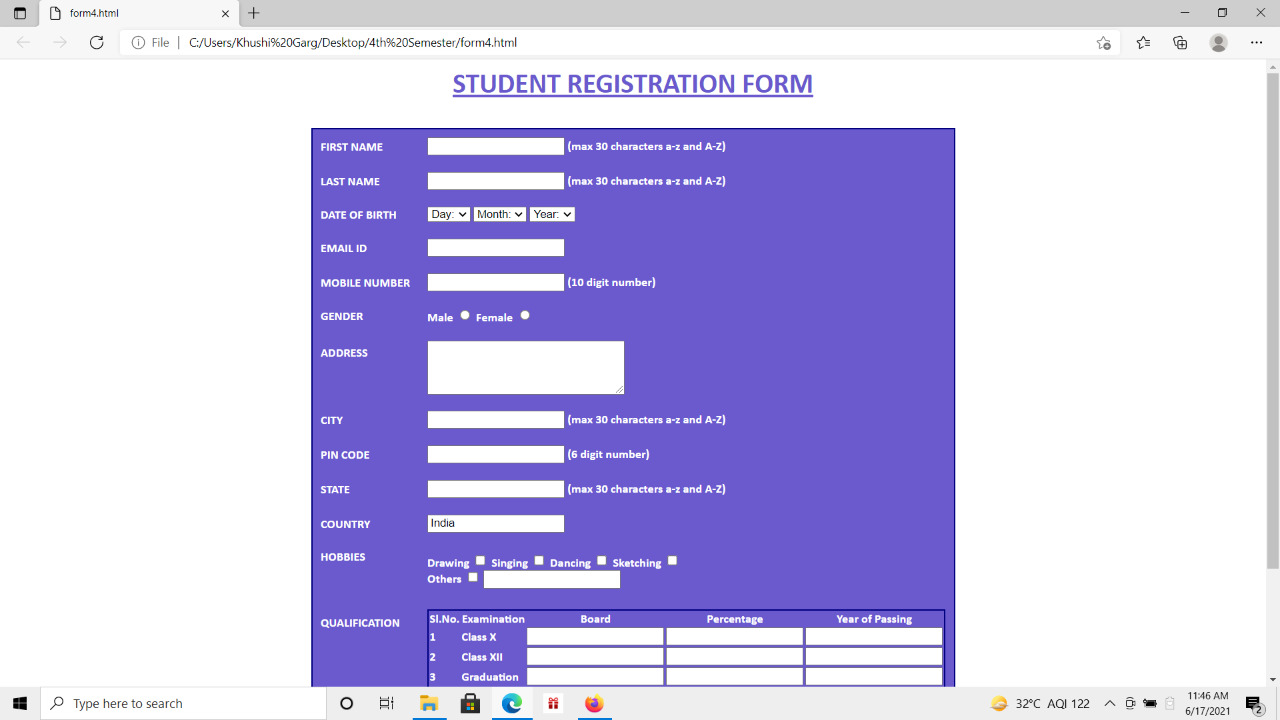 form4.html
File | C:/Users/Khushi%20Garg/Desktop/4th%20Semester/form4.html
STUDENT REGISTRATION FORM
FIRST NAME (max 30 characters a-z and A-Z)
LAST NAME (max 30 characters a-z and A-Z)
DATE OF BIRTH Day: Month: Year:
EMAIL ID
MOBILE NUMBER (10 digit number)
GENDER Male Female
ADDRESS
CITY (max 30 characters a-z and A-Z)
PIN CODE (6 digit number)
STATE (max 30 characters a-z and A-Z)
COUNTRY India
HOBBIES Drawing Singing Dancing Sketching
Others
QUALIFICATION Sl.No. Examination Board Percentage Year of Passing
1 Class X
2 Class XII
3 Graduation
Type here to search 32°C AQI 122 11:46 AM
6/17/2021 2